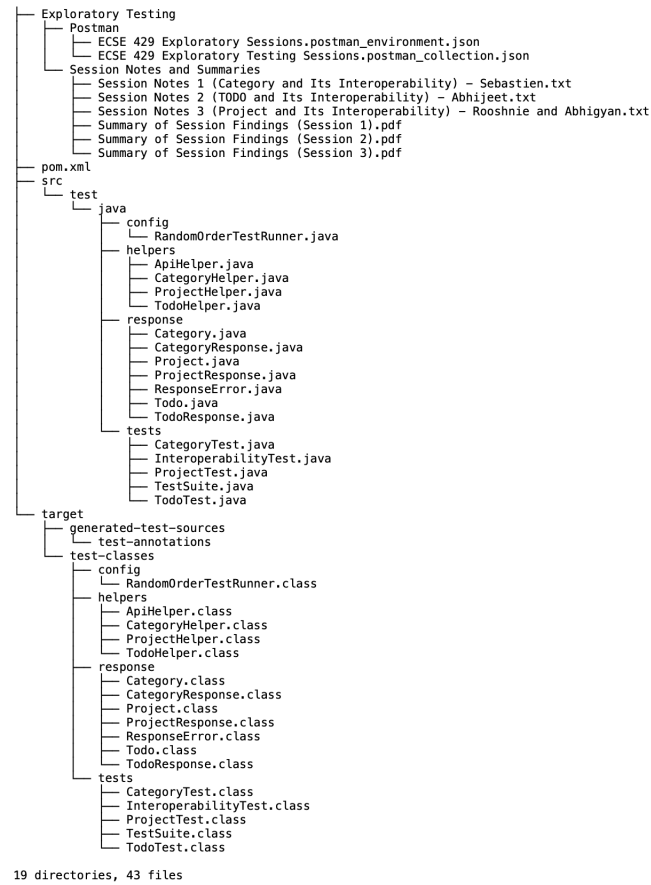 ├── Exploratory Testing
│   ├── Postman
│   │   ├── ECSE 429 Exploratory Sessions.postman_environment.json
│   │   └── ECSE 429 Exploratory Testing Sessions.postman_collection.json
│   └── Session Notes and Summaries
│       ├── Session Notes 1 (Category and Its Interoperability) – Sebastien.txt
│       ├── Session Notes 2 (TODO and Its Interoperability) – Abhijeet.txt
│       ├── Session Notes 3 (Project and Its Interoperability) – Rooshnie and Abhigyan.txt
│       ├── Summary of Session Findings (Session 1).pdf
│       ├── Summary of Session Findings (Session 2).pdf
│       └── Summary of Session Findings (Session 3).pdf
├── pom.xml
├── src
│   └── test
│       └── java
│           ├── config
│           │   └── RandomOrderTestRunner.java
│           ├── helpers
│           │   ├── ApiHelper.java
│           │   ├── CategoryHelper.java
│           │   ├── ProjectHelper.java
│           │   └── TodoHelper.java
│           ├── response
│           │   ├── Category.java
│           │   ├── CategoryResponse.java
│           │   ├── Project.java
│           │   ├── ProjectResponse.java
│           │   ├── ResponseError.java
│           │   ├── Todo.java
│           │   └── TodoResponse.java
│           └── tests
│               ├── CategoryTest.java
│               ├── InteroperabilityTest.java
│               ├── ProjectTest.java
│               ├── TestSuite.java
│               └── TodoTest.java
└── target
    ├── generated-test-sources
    │   └── test-annotations
    └── test-classes
        ├── config
        │   └── RandomOrderTestRunner.class
        ├── helpers
        │   ├── ApiHelper.class
        │   ├── CategoryHelper.class
        │   ├── ProjectHelper.class
        │   └── TodoHelper.class
        ├── response
        │   ├── Category.class
        │   ├── CategoryResponse.class
        │   ├── Project.class
        │   ├── ProjectResponse.class
        │   ├── ResponseError.class
        │   ├── Todo.class
        │   └── TodoResponse.class
        └── tests
            ├── CategoryTest.class
            ├── InteroperabilityTest.class
            ├── ProjectTest.class
            ├── TestSuite.class
            └── TodoTest.class
19 directories, 43 files